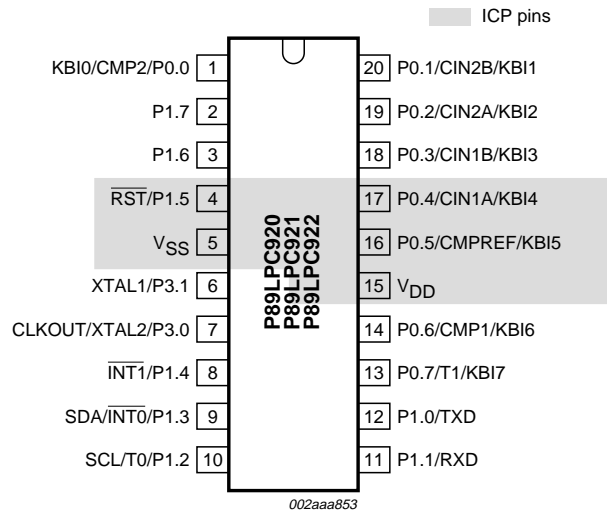 ICP pins
KBI0/CMP2/P0.0 1
P1.7 2
P1.6 3
RST/P1.5 4
VSS 5
XTAL1/P3.1 6
CLKOUT/XTAL2/P3.0 7
INT1/P1.4 8
SDA/INT0/P1.3 9
SCL/T0/P1.2 10
P89LPC920
P89LPC921
P89LPC922
20 P0.1/CIN2B/KBI1
19 P0.2/CIN2A/KBI2
18 P0.3/CIN1B/KBI3
17 P0.4/CIN1A/KBI4
16 P0.5/CMPREF/KBI5
15 VDD
14 P0.6/CMP1/KBI6
13 P0.7/T1/KBI7
12 P1.0/TXD
11 P1.1/RXD
002aaa853